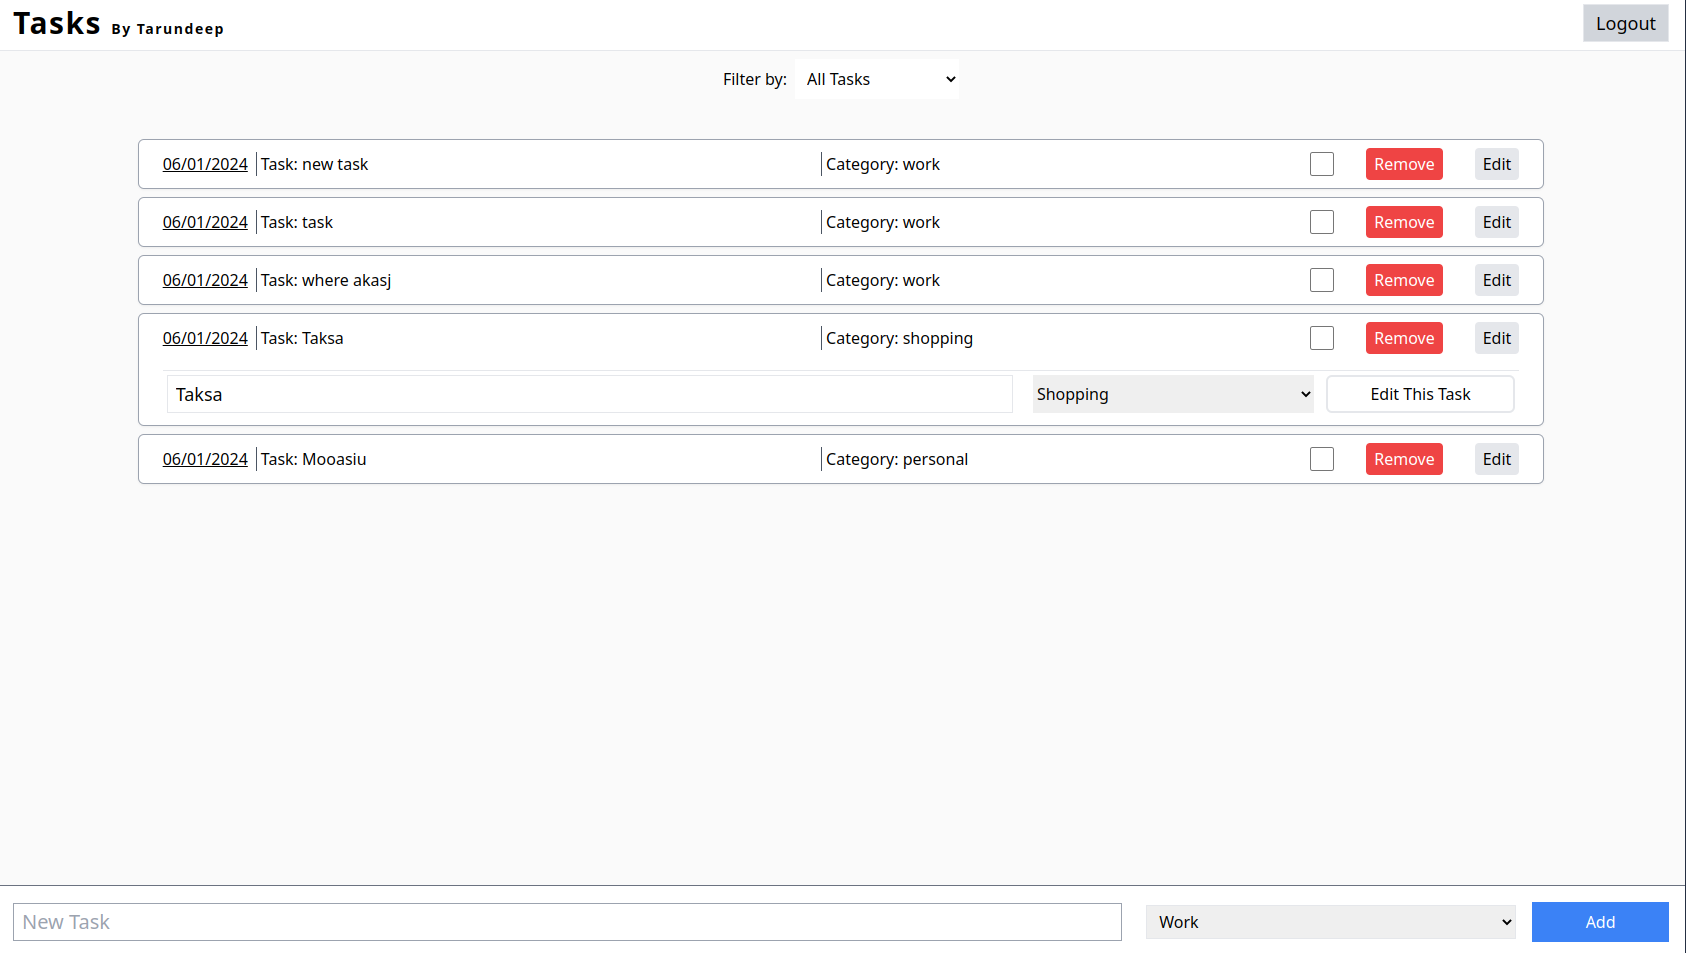 Tasks By Tarundeep Logout
Filter by: All Tasks
06/01/2024 Task: new task Category: work Remove Edit
06/01/2024 Task: task Category: work Remove Edit
06/01/2024 Task: where akasj Category: work Remove Edit
06/01/2024 Task: Taksa Category: shopping Remove Edit
Taksa Shopping Edit This Task
06/01/2024 Task: Mooasiu Category: personal Remove Edit
New Task Work Add